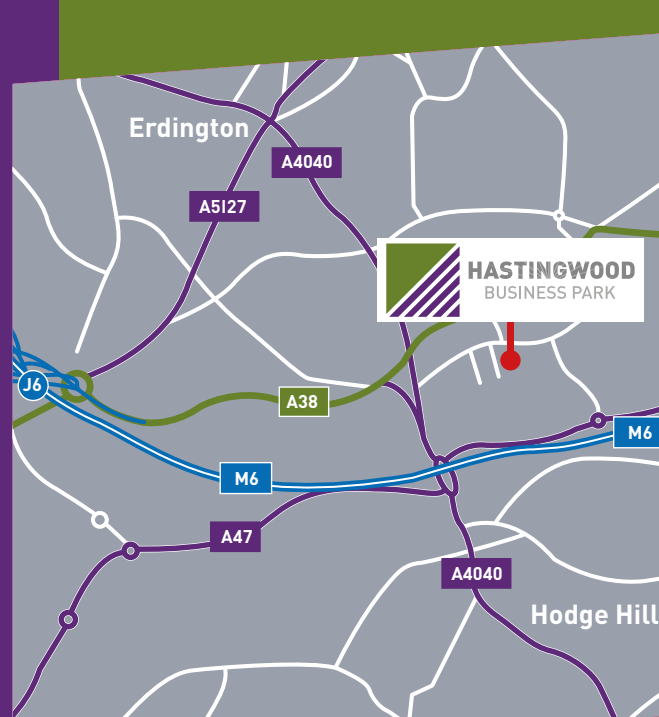 Erdington
A4040
A5127
HASTINGWOOD
BUSINESS PARK
J6
A38
M6
M6
A47
A4040
Hodge Hill